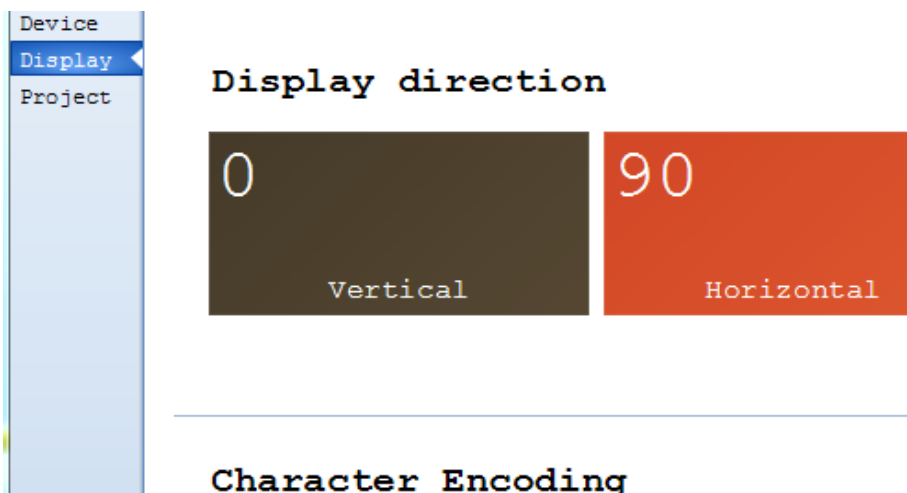 Device
Display
Project
Display direction
0
Vertical
90
Horizontal
Character Encoding